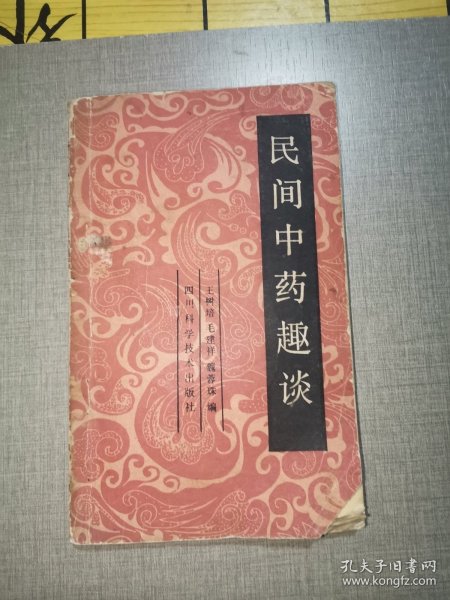 民间中药趣谈
王树培 毛建祥 魏蓉珠 编
四川科学技术出版社
孔夫子旧书网
www.kongfz.com